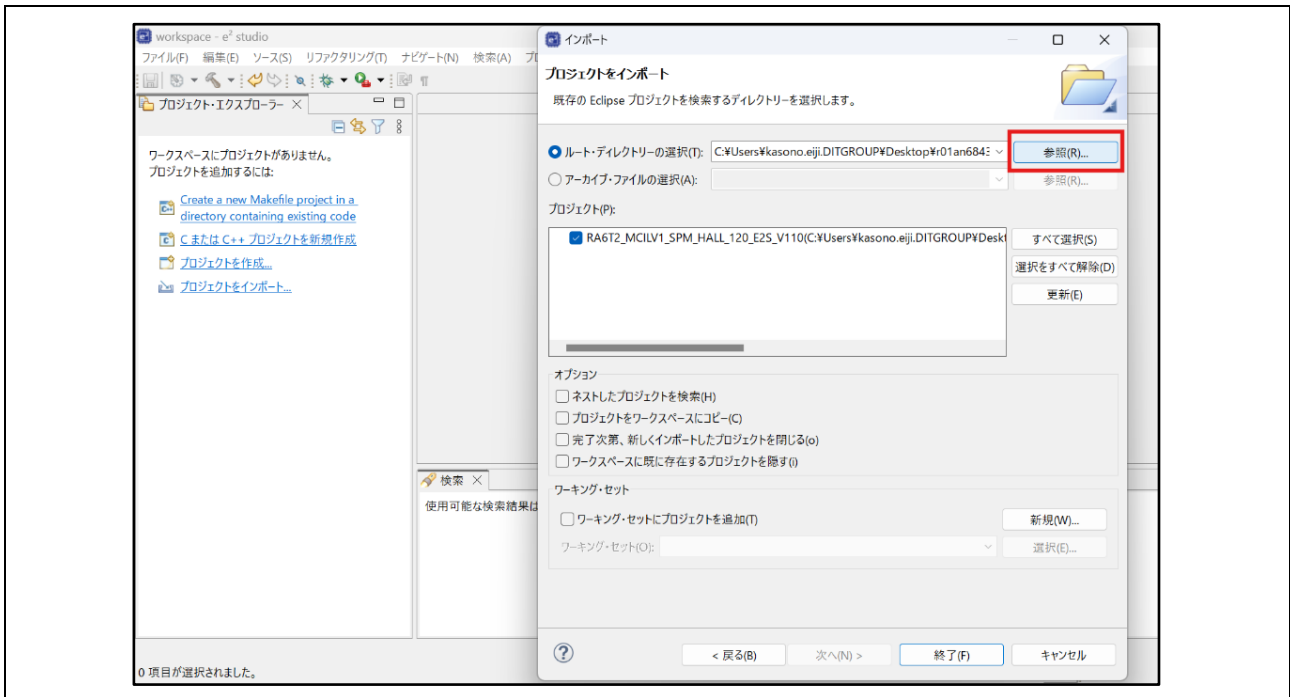 workspace - e² studio
ファイル(F) 編集(E) ソース(S) リファクタリング(T) ナビゲート(N) 検索(A)
プロジェクト・エクスプローラー
ワークスペースにプロジェクトがありません。
プロジェクトを追加するには:
Create a new Makefile project in a
directory containing existing code
C または C++ プロジェクトを新規作成
プロジェクトを作成...
プロジェクトをインポート...
検索
使用可能な検索結果は
0 項目が選択されました。
インポート
プロジェクトをインポート
既存の Eclipse プロジェクトを検索するディレクトリーを選択します。
ルート・ディレクトリーの選択(T): C:¥Users¥kasono.eiji.DITGROUP¥Desktop¥r01an6843 参照(R)...
アーカイブ・ファイルの選択(A): 参照(R)...
プロジェクト(P):
RA6T2_MCILV1_SPM_HALL_120_E2S_V110(C:¥Users¥kasono.eiji.DITGROUP¥Deskt
すべて選択(S)
選択をすべて解除(D)
更新(E)
オプション
ネストしたプロジェクトを検索(H)
プロジェクトをワークスペースにコピー(C)
完了次第、新しくインポートしたプロジェクトを閉じる(o)
ワークスペースに既に存在するプロジェクトを隠す(i)
ワーキング・セット
ワーキング・セットにプロジェクトを追加(T) 新規(W)...
ワーキング・セット(O): 選択(E)...
< 戻る(B) 次へ(N) > 終了(F) キャンセル